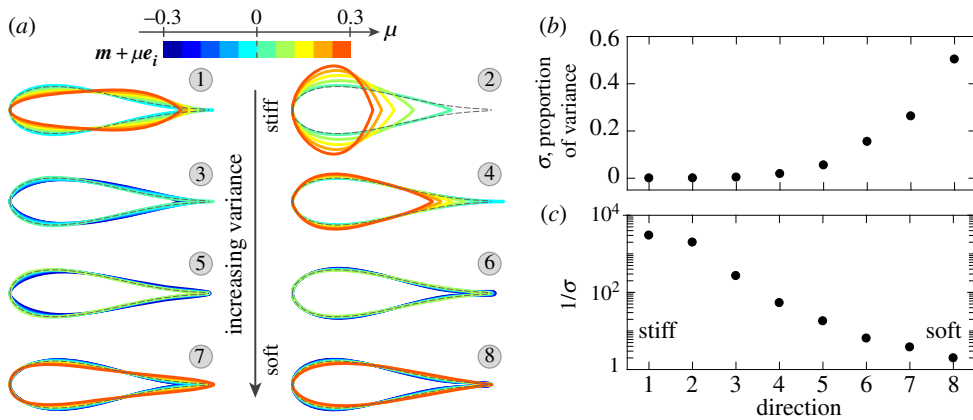 (a)
−0.3 0 0.3
μ
m + μe_i
1
2
3
4
5
6
7
8
stiff
increasing variance
soft
(b)
σ, proportion
of variance
0.6
0.4
0.2
0
(c)
1/σ
10^4
10^2
1
stiff
soft
1 2 3 4 5 6 7 8
direction